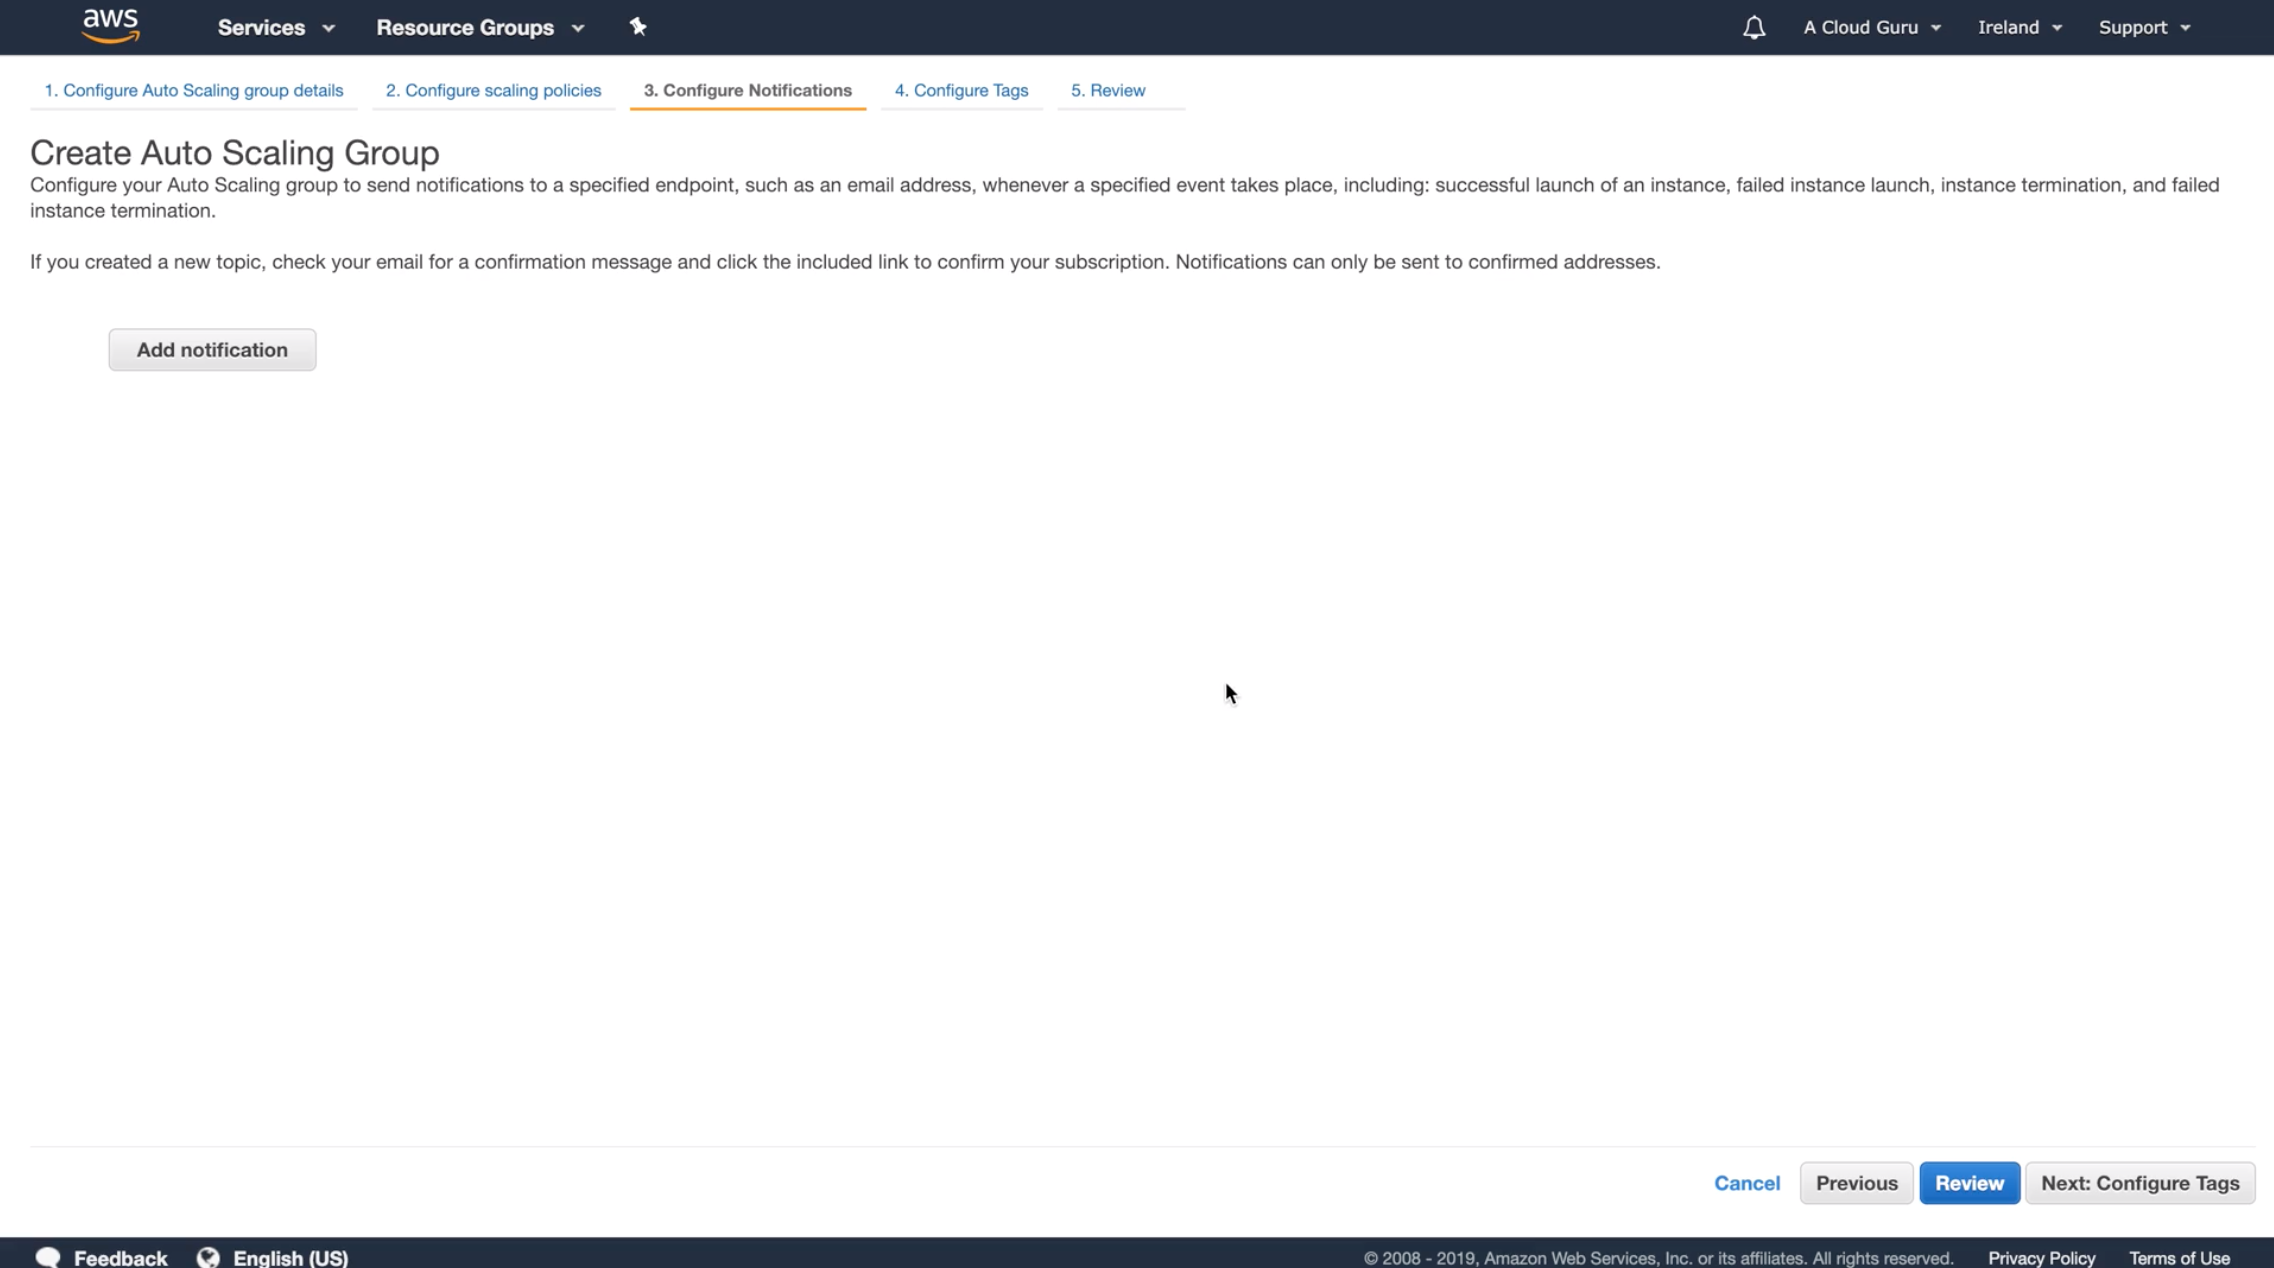 aws Services Resource Groups A Cloud Guru Ireland Support
1. Configure Auto Scaling group details 2. Configure scaling policies 3. Configure Notifications 4. Configure Tags 5. Review
Create Auto Scaling Group
Configure your Auto Scaling group to send notifications to a specified endpoint, such as an email address, whenever a specified event takes place, including: successful launch of an instance, failed instance launch, instance termination, and failed
instance termination.
If you created a new topic, check your email for a confirmation message and click the included link to confirm your subscription. Notifications can only be sent to confirmed addresses.
Add notification
Cancel Previous Review Next: Configure Tags
Feedback English (US) © 2008 - 2019, Amazon Web Services, Inc. or its affiliates. All rights reserved. Privacy Policy Terms of Use